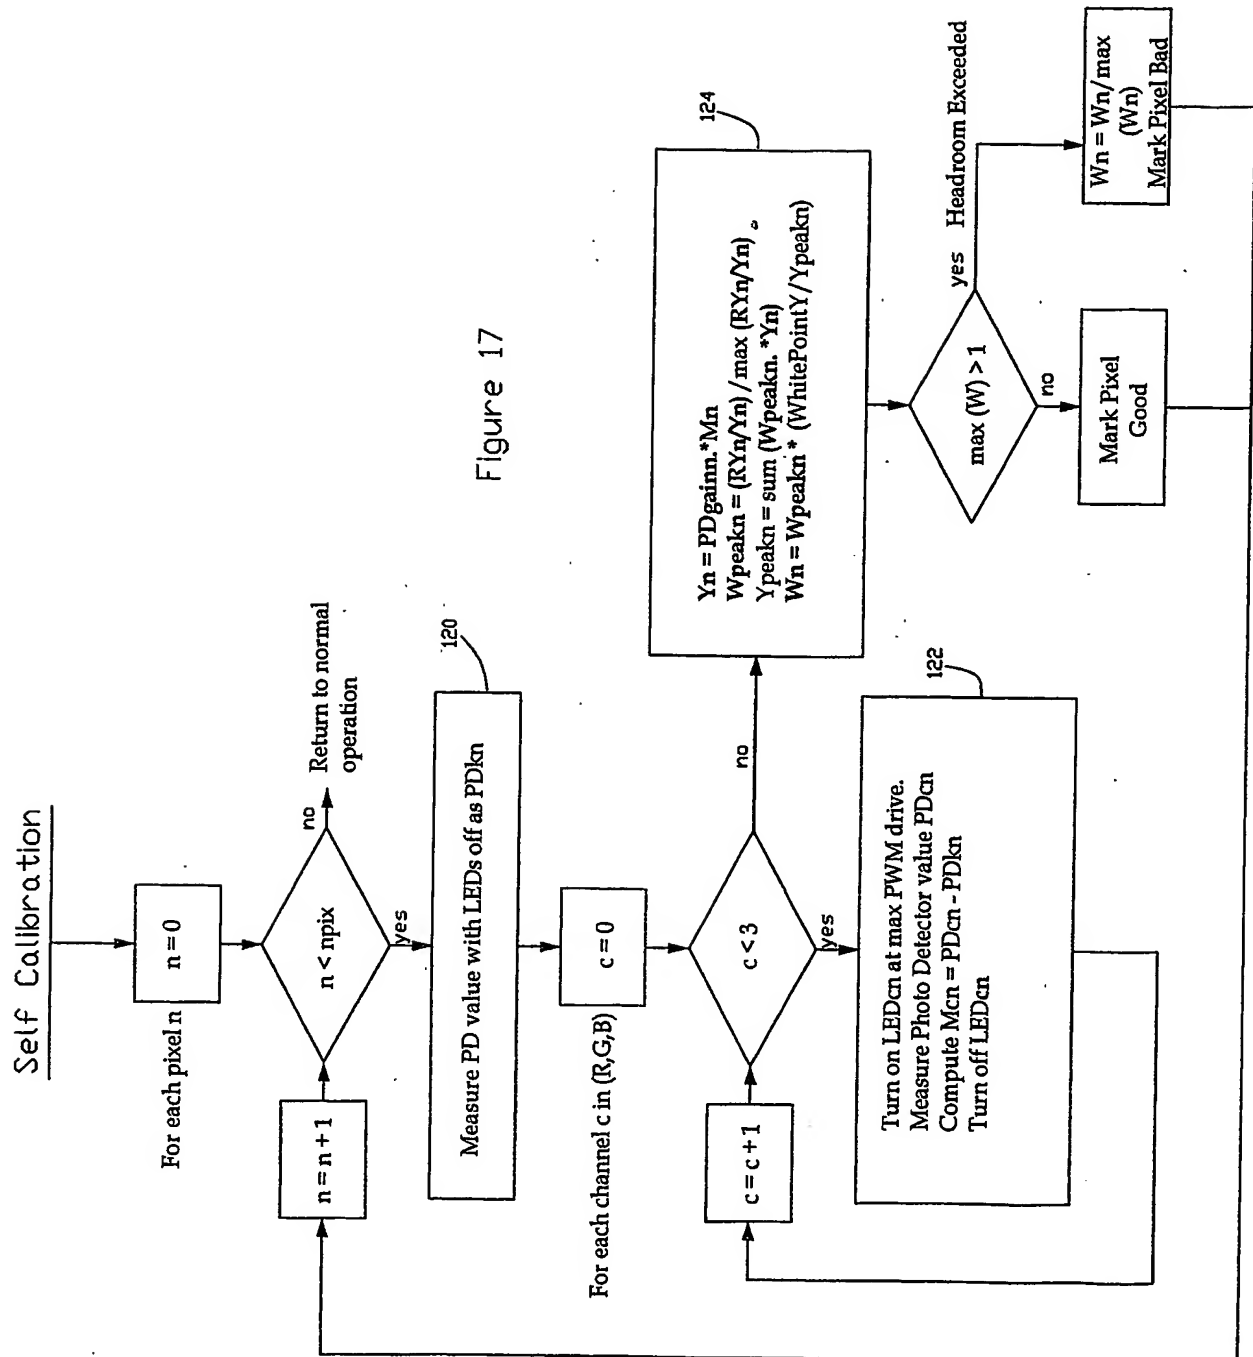 Self Calibration
For each pixel n
n = 0
n = n + 1
n < npix
no
Return to normal
operation
yes
120
Measure PD value with LEDs off as PDkn
For each channel c in (R,G,B)
c = 0
c = c + 1
c < 3
no
yes
122
Turn on LEDcn at max PWM drive.
Measure Photo Detector value PDcn
Compute Mcn = PDcn - PDkn
Turn off LEDcn
124
Yn = PDgainn.*Mn
Wpeakn = (RYn/Yn) / max (RYn/Yn)
Ypeakn = sum (Wpeakn. *Yn)
Wn = Wpeakn * (WhitePointY/Ypeakn)
max (W) > 1
yes
Headroom Exceeded
no
Mark Pixel
Good
Wn = Wn/max
(Wn)
Mark Pixel Bad
Figure 17